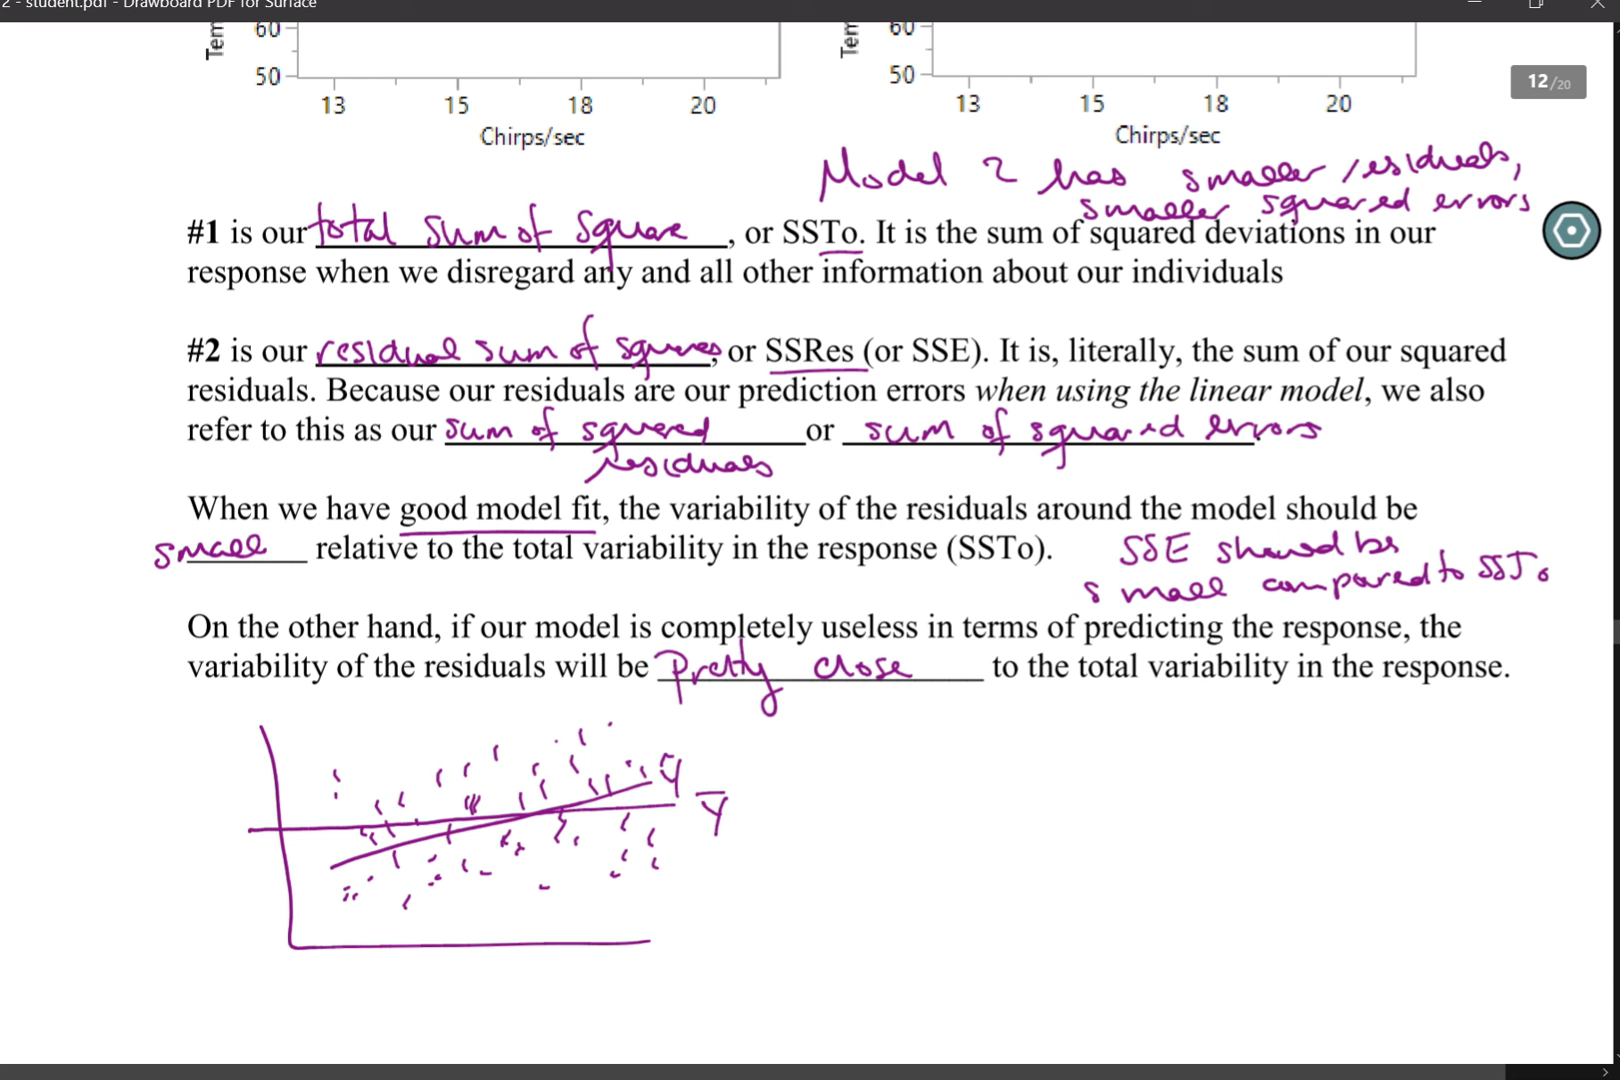 2 - student.pdf - Drawboard PDF for Surface
Tem 60
50
13 15 18 20
Chirps/sec
Tem 60
50
13 15 18 20
Chirps/sec
12/20
Model 2 has smaller residuals,
smaller squared errors
#1 is our total sum of square, or SSTo. It is the sum of squared deviations in our
response when we disregard any and all other information about our individuals
#2 is our residual sum of squares, or SSRes (or SSE). It is, literally, the sum of our squared
residuals. Because our residuals are our prediction errors when using the linear model, we also
refer to this as our sum of squared residuals or sum of squared errors.
When we have good model fit, the variability of the residuals around the model should be
small relative to the total variability in the response (SSTo).
SSE should be
small compared to SSTo
On the other hand, if our model is completely useless in terms of predicting the response, the
variability of the residuals will be Pretty close to the total variability in the response.
ŷ
ȳ